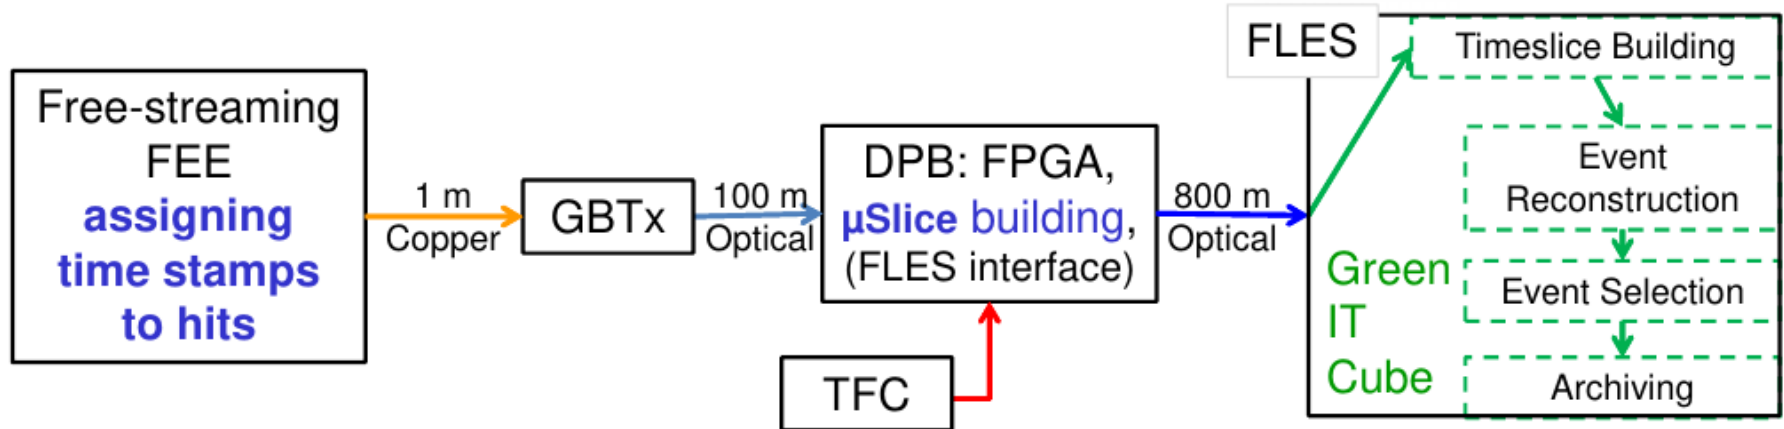 Free-streaming
FEE
assigning
time stamps
to hits
1 m
Copper
GBTx
100 m
Optical
DPB: FPGA,
µSlice building,
(FLES interface)
TFC
800 m
Optical
FLES
Timeslice Building
Event
Reconstruction
Event Selection
Archiving
Green
IT
Cube